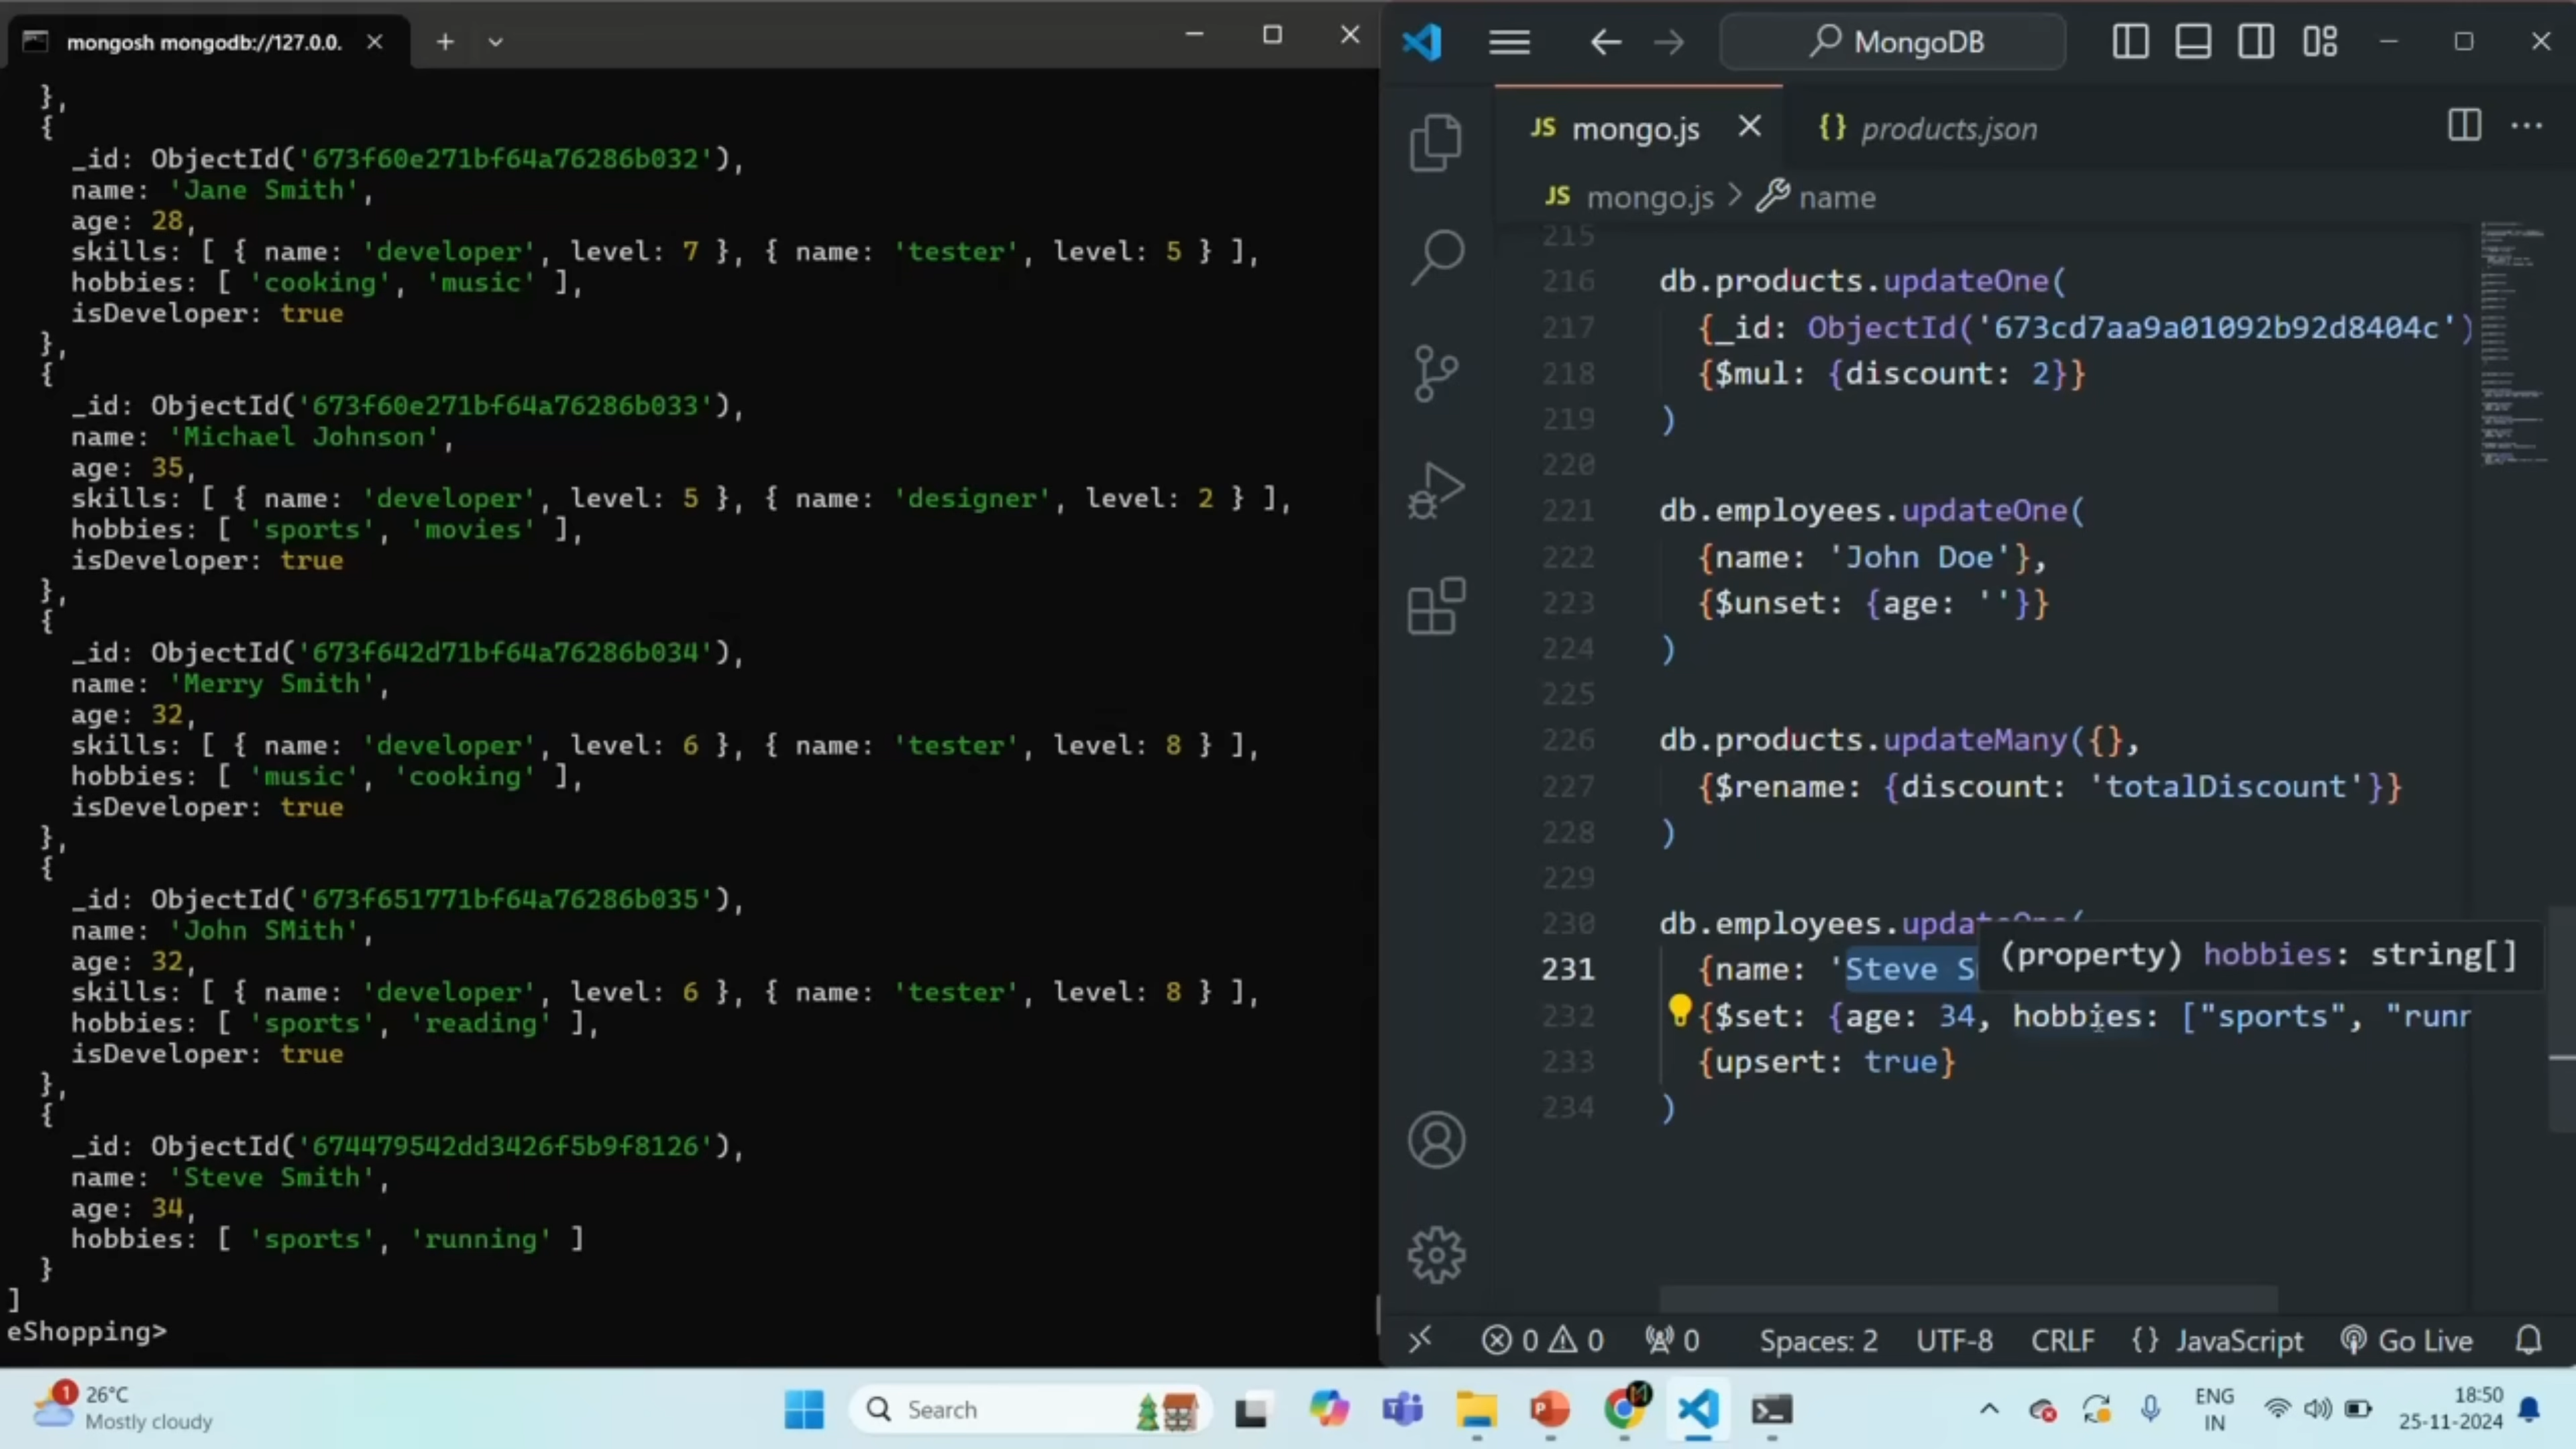 mongosh mongodb://127.0.0.
},
{
_id: ObjectId('673f60e271bf64a76286b032'),
name: 'Jane Smith',
age: 28,
skills: [ { name: 'developer', level: 7 }, { name: 'tester', level: 5 } ],
hobbies: [ 'cooking', 'music' ],
isDeveloper: true
},
{
_id: ObjectId('673f60e271bf64a76286b033'),
name: 'Michael Johnson',
age: 35,
skills: [ { name: 'developer', level: 5 }, { name: 'designer', level: 2 } ],
hobbies: [ 'sports', 'movies' ],
isDeveloper: true
},
{
_id: ObjectId('673f642d71bf64a76286b034'),
name: 'Merry Smith',
age: 32,
skills: [ { name: 'developer', level: 6 }, { name: 'tester', level: 8 } ],
hobbies: [ 'music', 'cooking' ],
isDeveloper: true
},
{
_id: ObjectId('673f651771bf64a76286b035'),
name: 'John SMith',
age: 32,
skills: [ { name: 'developer', level: 6 }, { name: 'tester', level: 8 } ],
hobbies: [ 'sports', 'reading' ],
isDeveloper: true
},
{
_id: ObjectId('674479542dd3426f5b9f8126'),
name: 'Steve Smith',
age: 34,
hobbies: [ 'sports', 'running' ]
}
]
eShopping>
MongoDB
JS mongo.js
{} products.json
JS mongo.js > name
215
216 db.products.updateOne(
217 {_id: ObjectId('673cd7aa9a01092b92d8404c')
218 {$mul: {discount: 2}}
219 )
220
221 db.employees.updateOne(
222 {name: 'John Doe'},
223 {$unset: {age: ''}}
224 )
225
226 db.products.updateMany({},
227 {$rename: {discount: 'totalDiscount'}}
228 )
229
230 db.employees.updateOne(
(property) hobbies: string[]
231 {name: 'Steve S
232 {$set: {age: 34, hobbies: ["sports", "runr
233 {upsert: true}
234 )
0 0 0 Spaces: 2 UTF-8 CRLF {} JavaScript Go Live
1
26°C
Mostly cloudy
Search
ENG
IN
18:50
25-11-2024